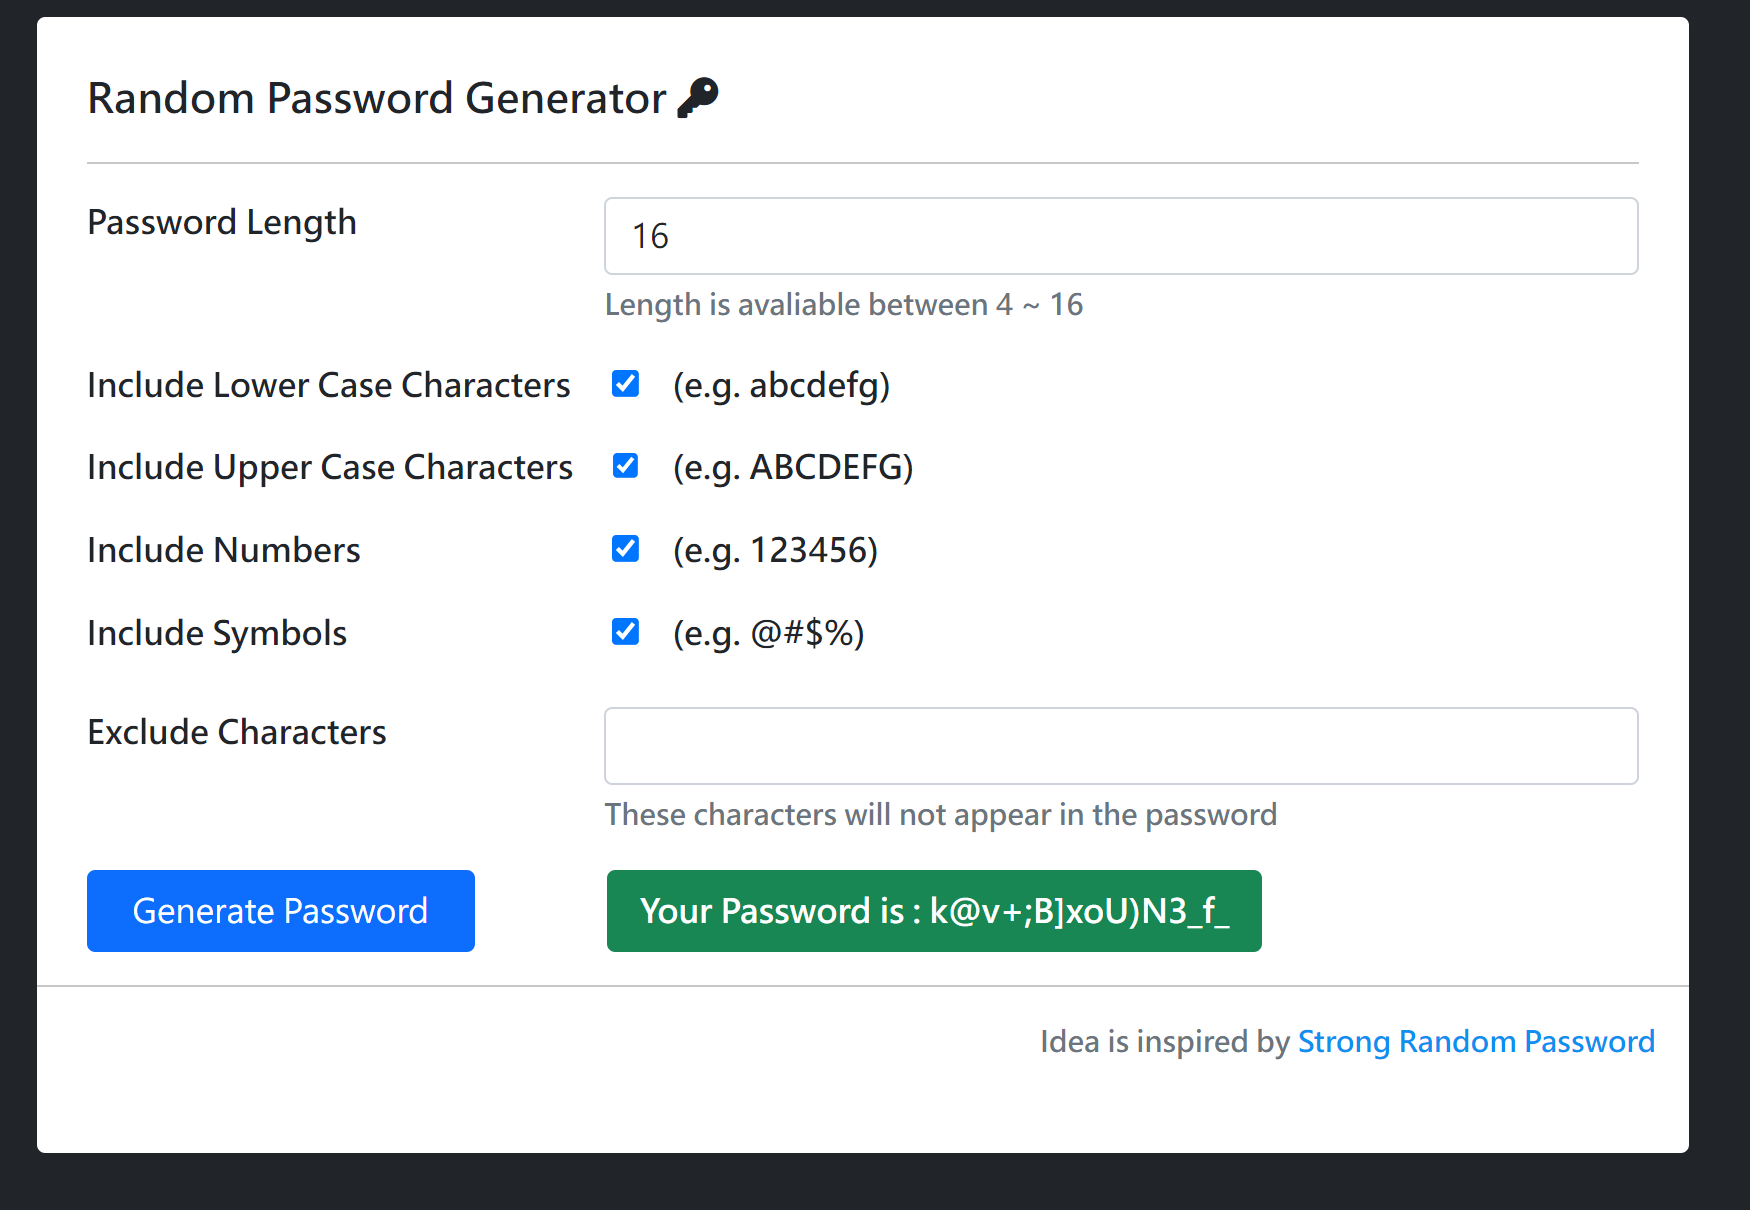 Random Password Generator
Password Length
16
Length is avaliable between 4 ~ 16
Include Lower Case Characters (e.g. abcdefg)
Include Upper Case Characters (e.g. ABCDEFG)
Include Numbers (e.g. 123456)
Include Symbols (e.g. @#$%)
Exclude Characters
These characters will not appear in the password
Generate Password
Your Password is : k@v+;B]xoU)N3_f_
Idea is inspired by Strong Random Password